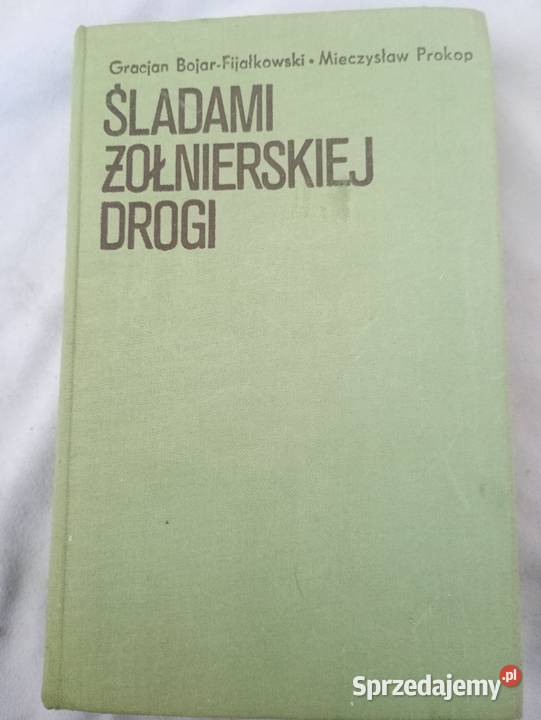 Gracjan Bojar-Fijałkowski • Mieczysław Prokop
ŚLADAMI
ŻOŁNIERSKIEJ
DROGI
Sprzedajemy.pl